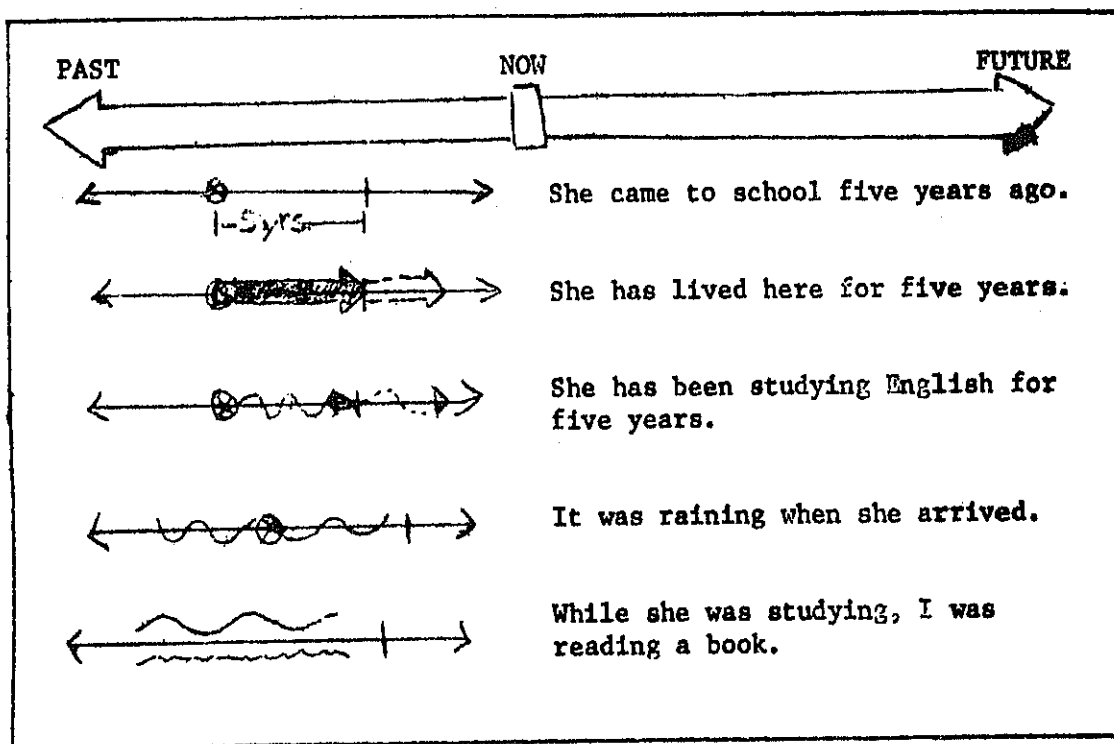 PAST NOW FUTURE
She came to school five years ago.
5 yrs.
She has lived here for five years.
She has been studying English for
five years.
It was raining when she arrived.
While she was studying, I was
reading a book.